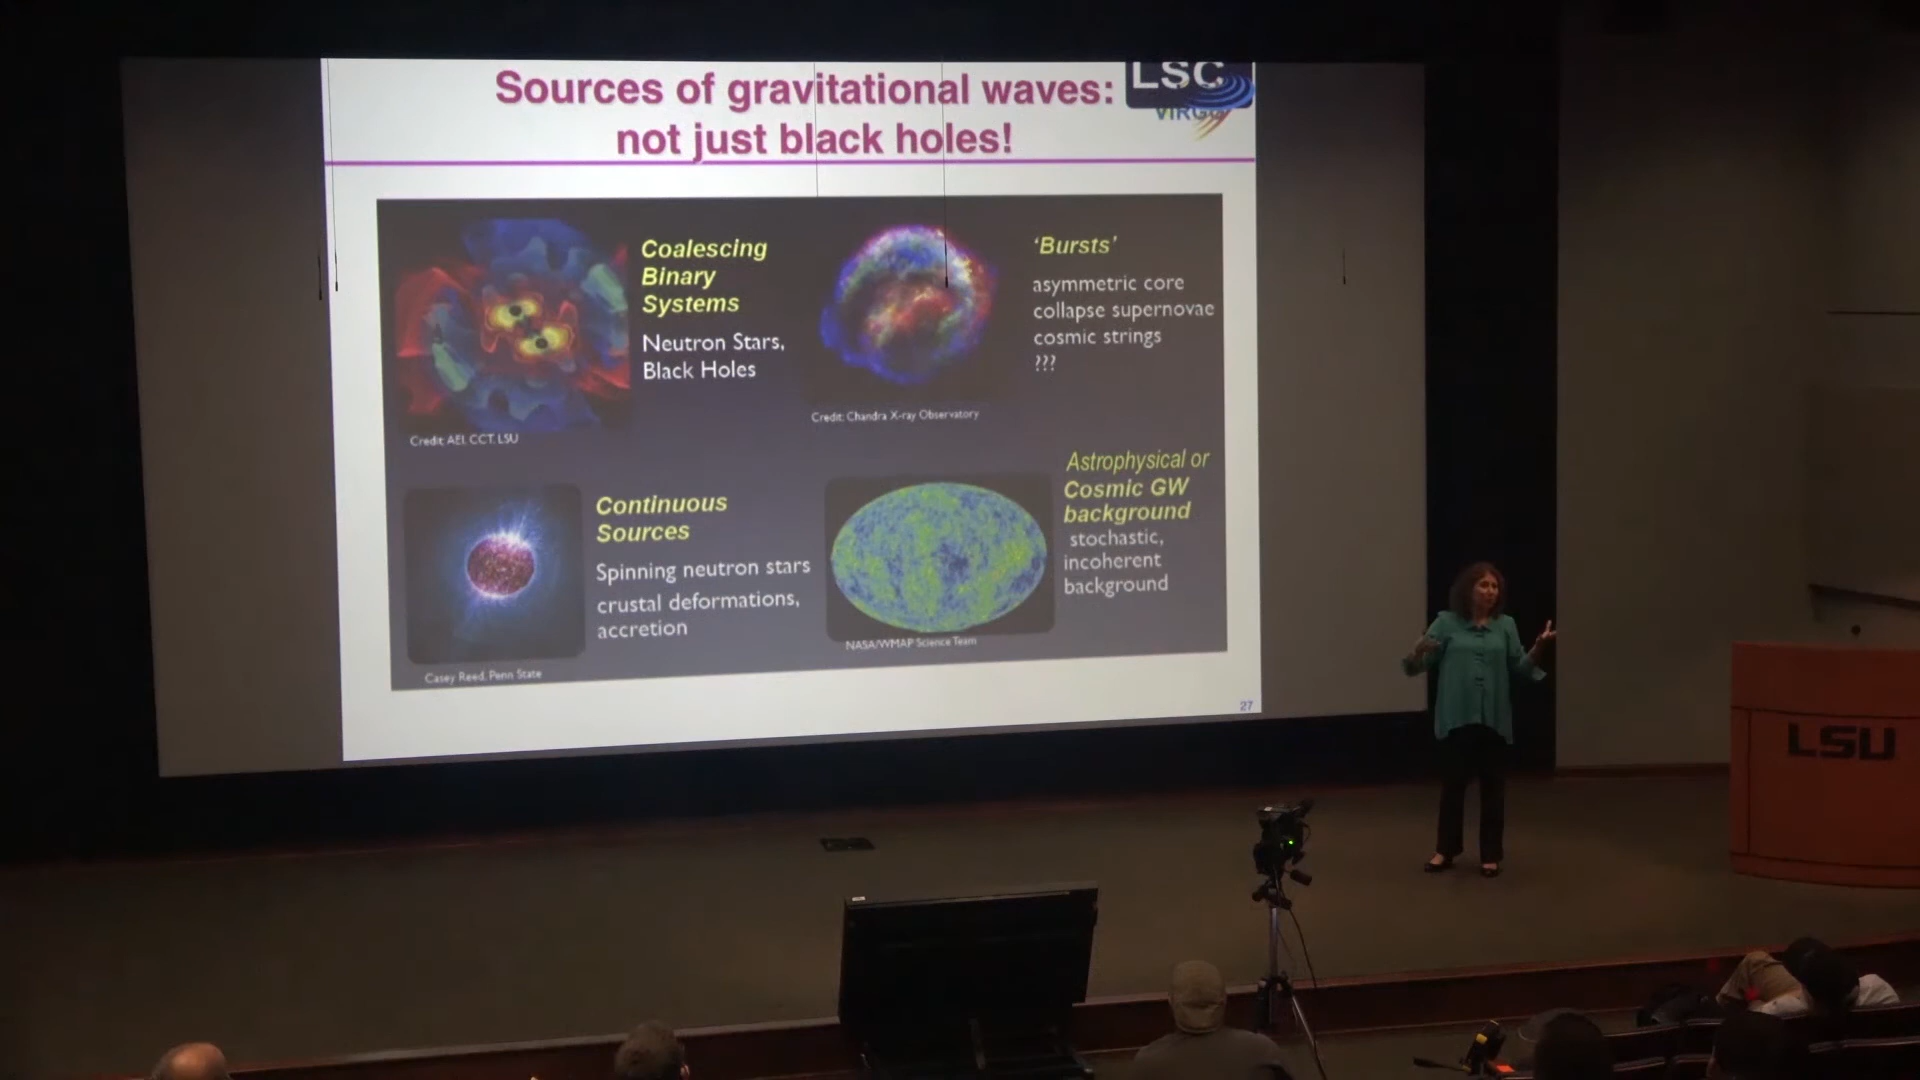 Sources of gravitational waves:
not just black holes!
LSC
VIRGO
Coalescing
Binary
Systems
Neutron Stars,
Black Holes
Credit: AEI, CCT, LSU
'Bursts'
asymmetric core
collapse supernovae
cosmic strings
???
Credit: Chandra X-ray Observatory
Continuous
Sources
Spinning neutron stars
crustal deformations,
accretion
Casey Reed, Penn State
Astrophysical or
Cosmic GW
background
stochastic,
incoherent
background
NASA/WMAP Science Team
27
LSU